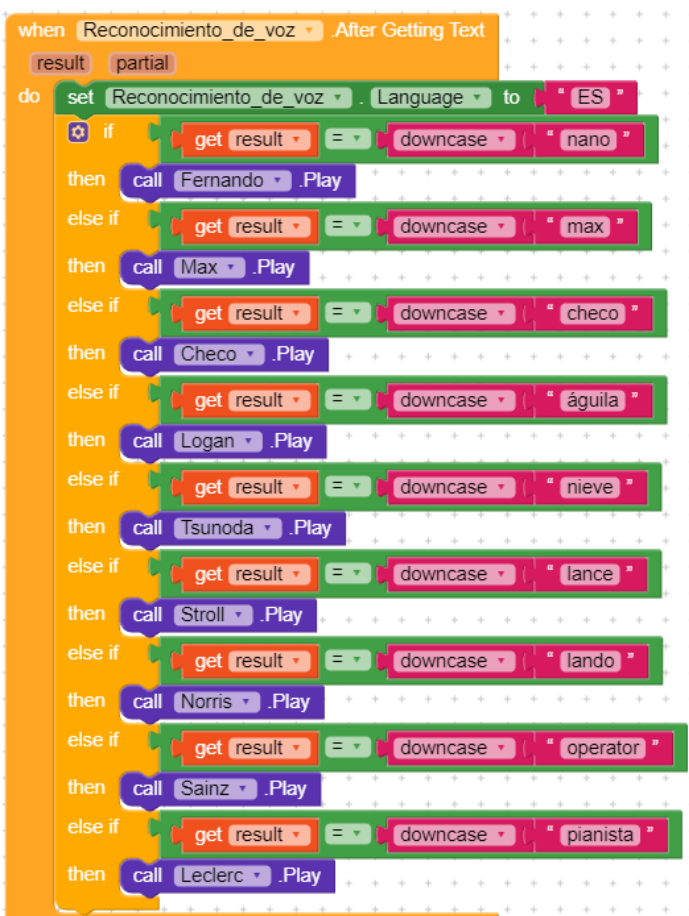 when Reconocimiento_de_voz .After Getting Text
result partial
do set Reconocimiento_de_voz . Language to " ES "
if get result = downcase " nano "
then call Fernando .Play
else if get result = downcase " max "
then call Max .Play
else if get result = downcase " checo "
then call Checo .Play
else if get result = downcase " águila "
then call Logan .Play
else if get result = downcase " nieve "
then call Tsunoda .Play
else if get result = downcase " lance "
then call Stroll .Play
else if get result = downcase " lando "
then call Norris .Play
else if get result = downcase " operator "
then call Sainz .Play
else if get result = downcase " pianista "
then call Leclerc .Play